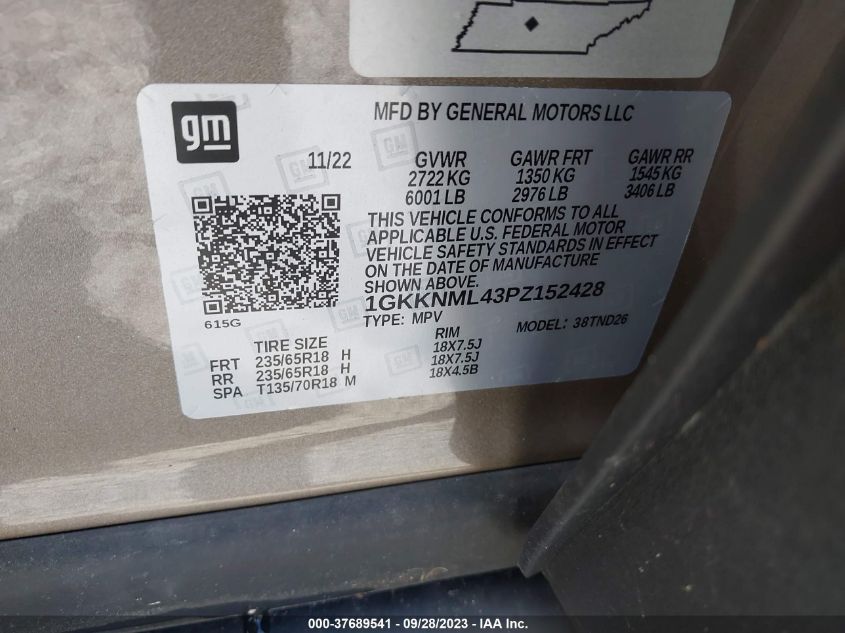 gm
MFD BY GENERAL MOTORS LLC
11/22 GVWR GAWR FRT GAWR RR
2722 KG 1350 KG 1545 KG
6001 LB 2976 LB 3406 LB
THIS VEHICLE CONFORMS TO ALL
APPLICABLE U.S. FEDERAL MOTOR
VEHICLE SAFETY STANDARDS IN EFFECT
ON THE DATE OF MANUFACTURE
SHOWN ABOVE.
1GKKNML43PZ152428
615G TYPE: MPV MODEL: 38TND26
TIRE SIZE RIM
FRT 235/65R18 H 18X7.5J
RR 235/65R18 H 18X7.5J
SPA T135/70R18 M 18X4.5B
000-37689541 - 09/28/2023 - IAA Inc.